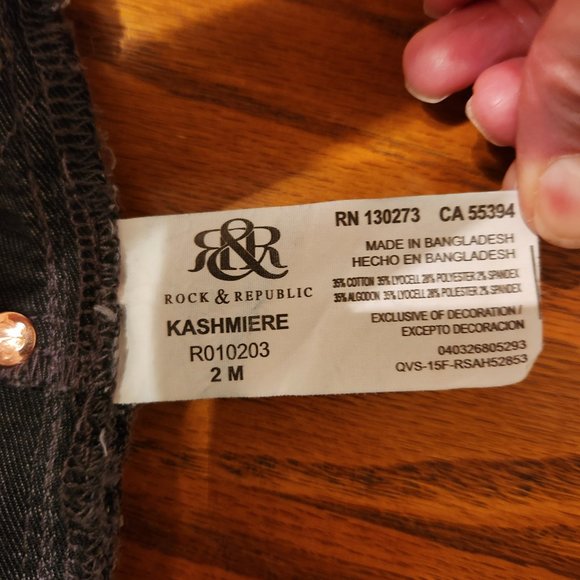 R&R
ROCK & REPUBLIC
KASHMIERE
R010203
2 M
RN 130273 CA 55394
MADE IN BANGLADESH
HECHO EN BANGLADESH
35% COTTON 35% LYOCELL 28% POLYESTER 2% SPANDEX
35% ALGODON 35% LYOCELL 28% POLYESTER 2% SPANDEX
EXCLUSIVE OF DECORATION /
EXCEPTO DECORACION
040326805293
QVS-15F-RSAH52853